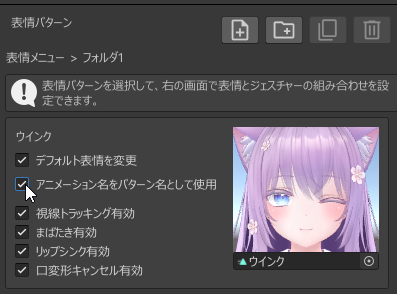 表情パターン
表情メニュー > フォルダ1
表情パターンを選択して、右の画面で表情とジェスチャーの組み合わせを設
定できます。
ウインク
デフォルト表情を変更
アニメーション名をパターン名として使用
視線トラッキング有効
まばたき有効
リップシンク有効
口変形キャンセル有効
ウインク